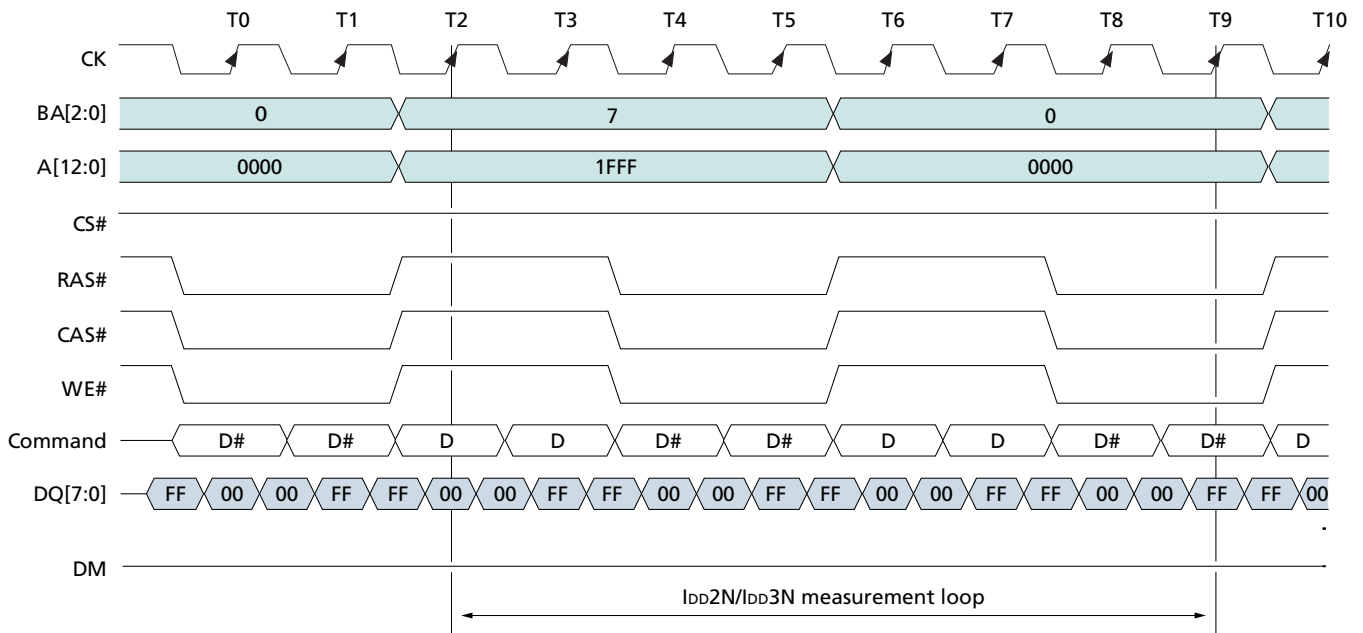 T0 T1 T2 T3 T4 T5 T6 T7 T8 T9 T10
CK
BA[2:0] 0 7 0
A[12:0] 0000 1FFF 0000
CS#
RAS#
CAS#
WE#
Command D# D# D D D# D# D D D# D# D
DQ[7:0] FF 00 00 FF FF 00 00 FF FF 00 00 FF FF 00 00 FF FF 00 00 FF FF 00
DM
IDD2N/IDD3N measurement loop